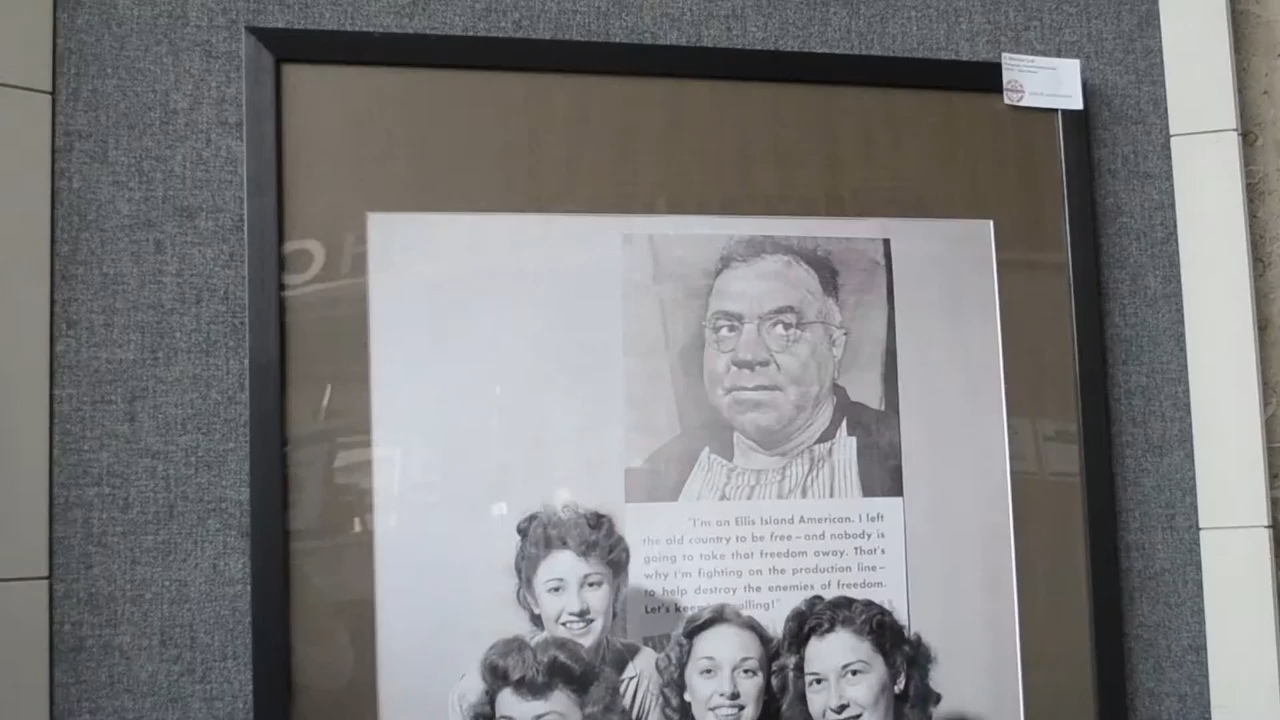 "I'm an Ellis Island American. I left
the old country to be free—and nobody is
going to take that freedom away. That's
why I'm fighting on the production line—
to help destroy the enemies of freedom.
Let's keep alling!"